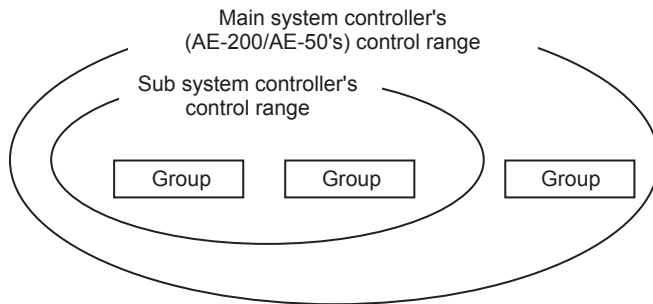 Main system controller's
(AE-200/AE-50's) control range
Sub system controller's
control range
Group
Group
Group